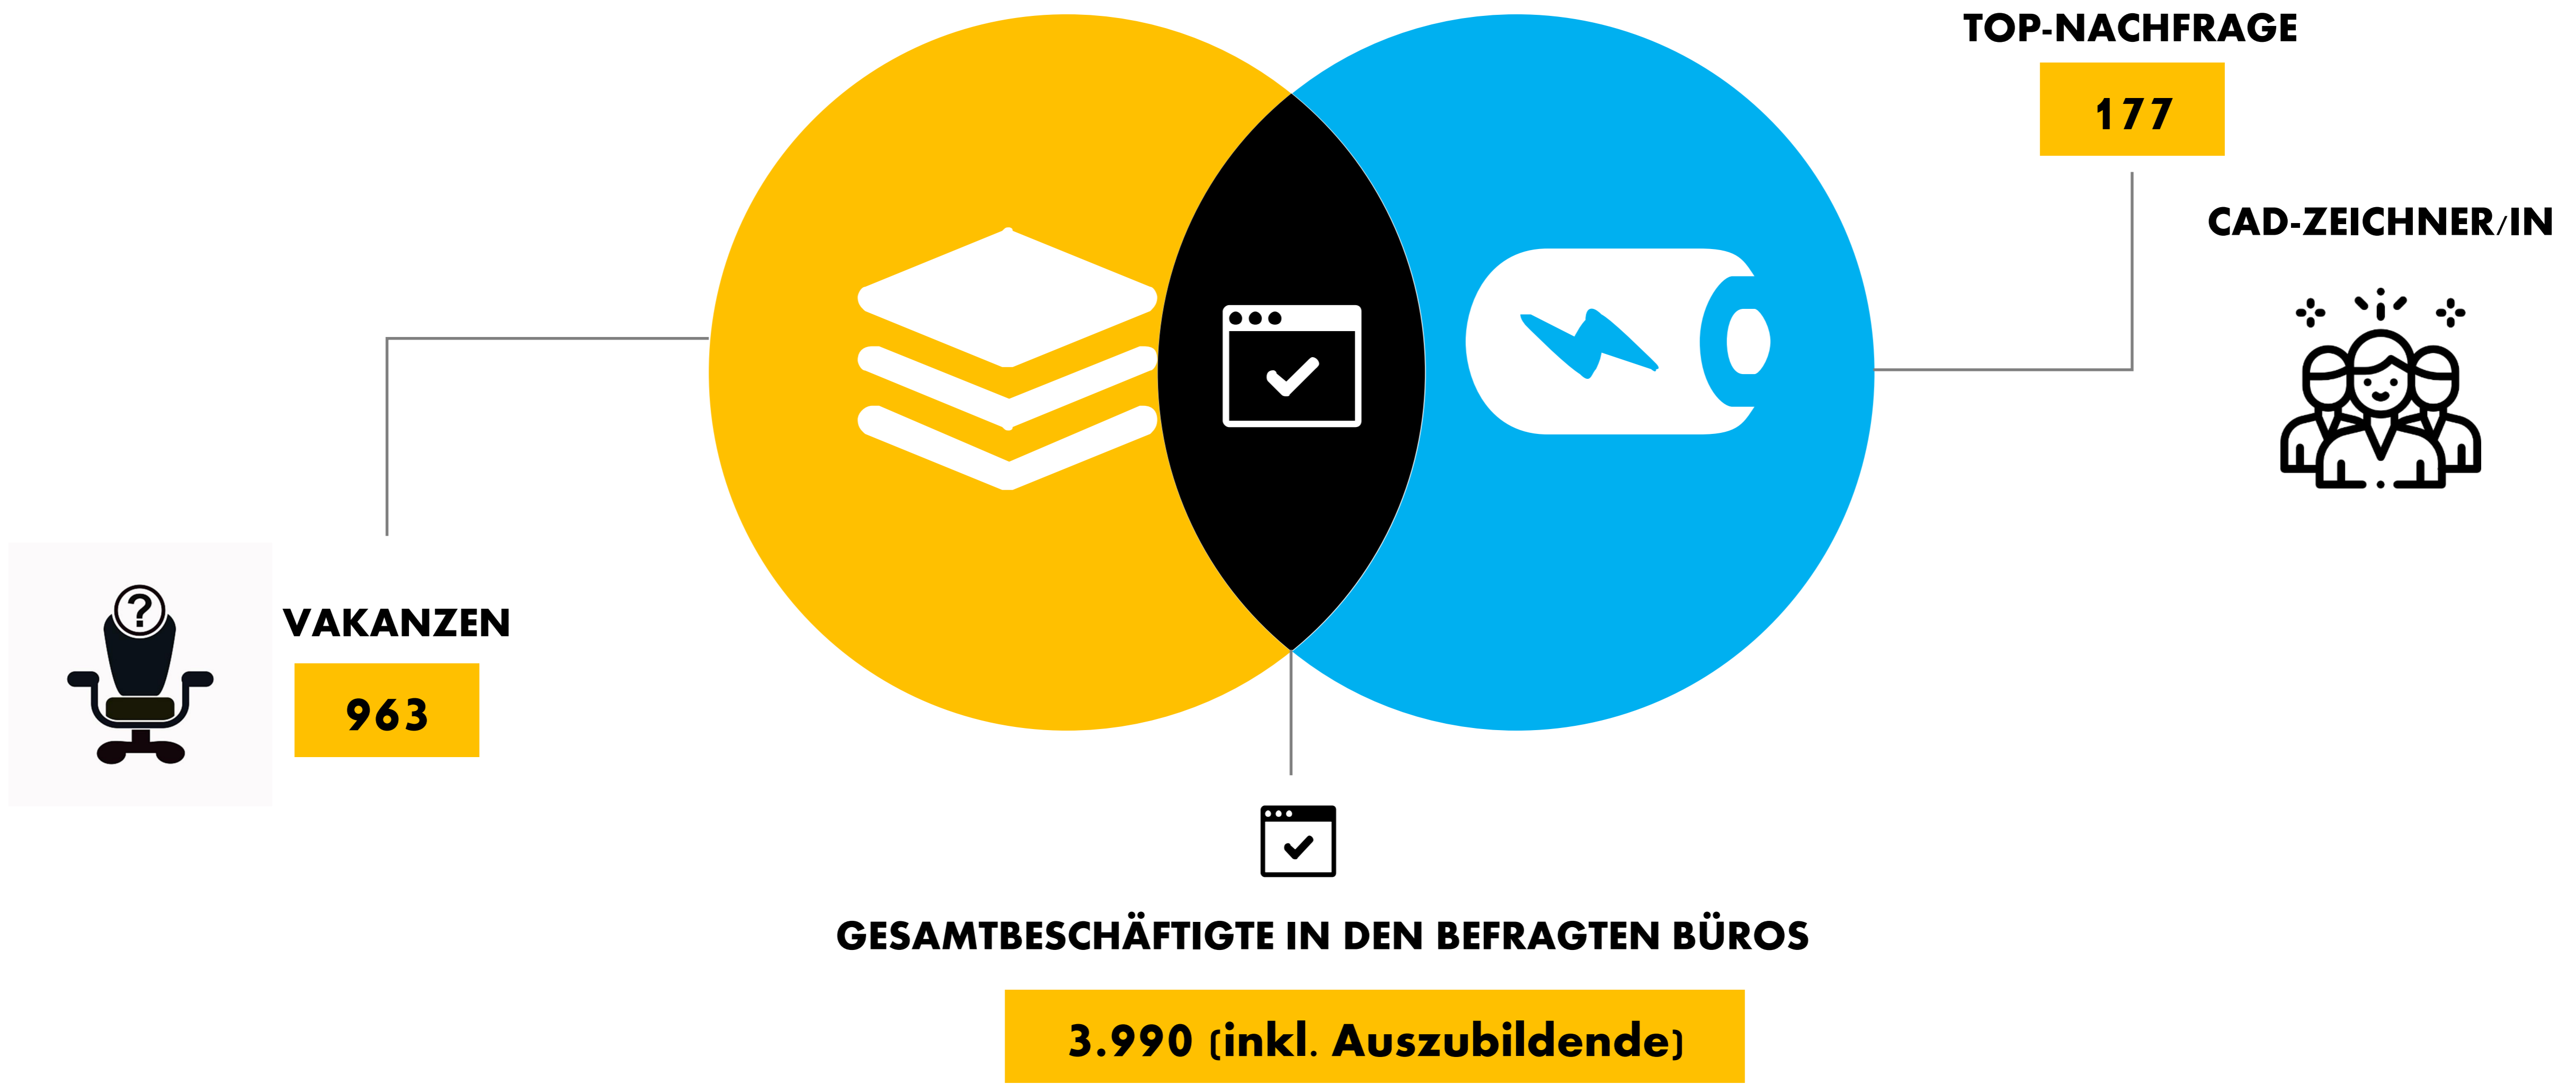 TOP-NACHFRAGE
177
CAD-ZEICHNER/IN
?
VAKANZEN
963
GESAMTBESCHÄFTIGTE IN DEN BEFRAGTEN BÜROS
3.990 (inkl. Auszubildende)